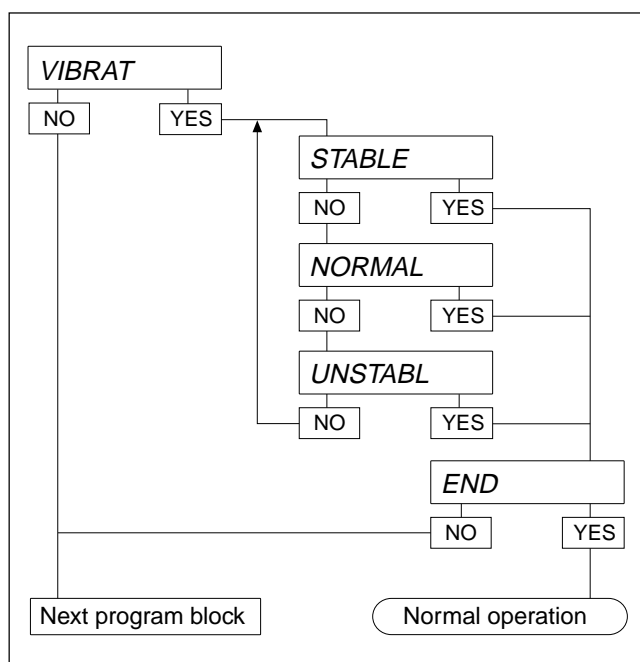 VIBRAT
NO YES
STABLE
NO YES
NORMAL
NO YES
UNSTABL
NO YES
END
NO YES
Next program block Normal operation